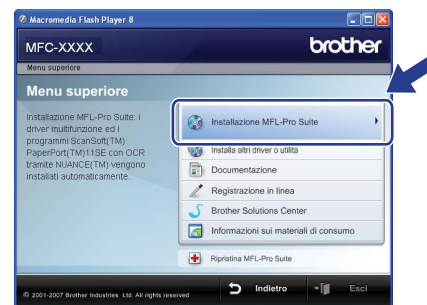 Macromedia Flash Player 8
MFC-XXXX
brother
Menu superiore
Menu superiore
Installazione MFL-Pro Suite: i
driver multifunzione ed i
programmi ScanSoft(TM)
PaperPort(TM)11SE con OCR
tramite NUANCE(TM) vengono
installati automaticamente.
Installazione MFL-Pro Suite
Installa altri driver o utilità
Documentazione
Registrazione in linea
Brother Solutions Center
Informazioni sui materiali di consumo
Ripristina MFL-Pro Suite
© 2001-2007 Brother Industries Ltd. All rights reserved
Indietro
Esci